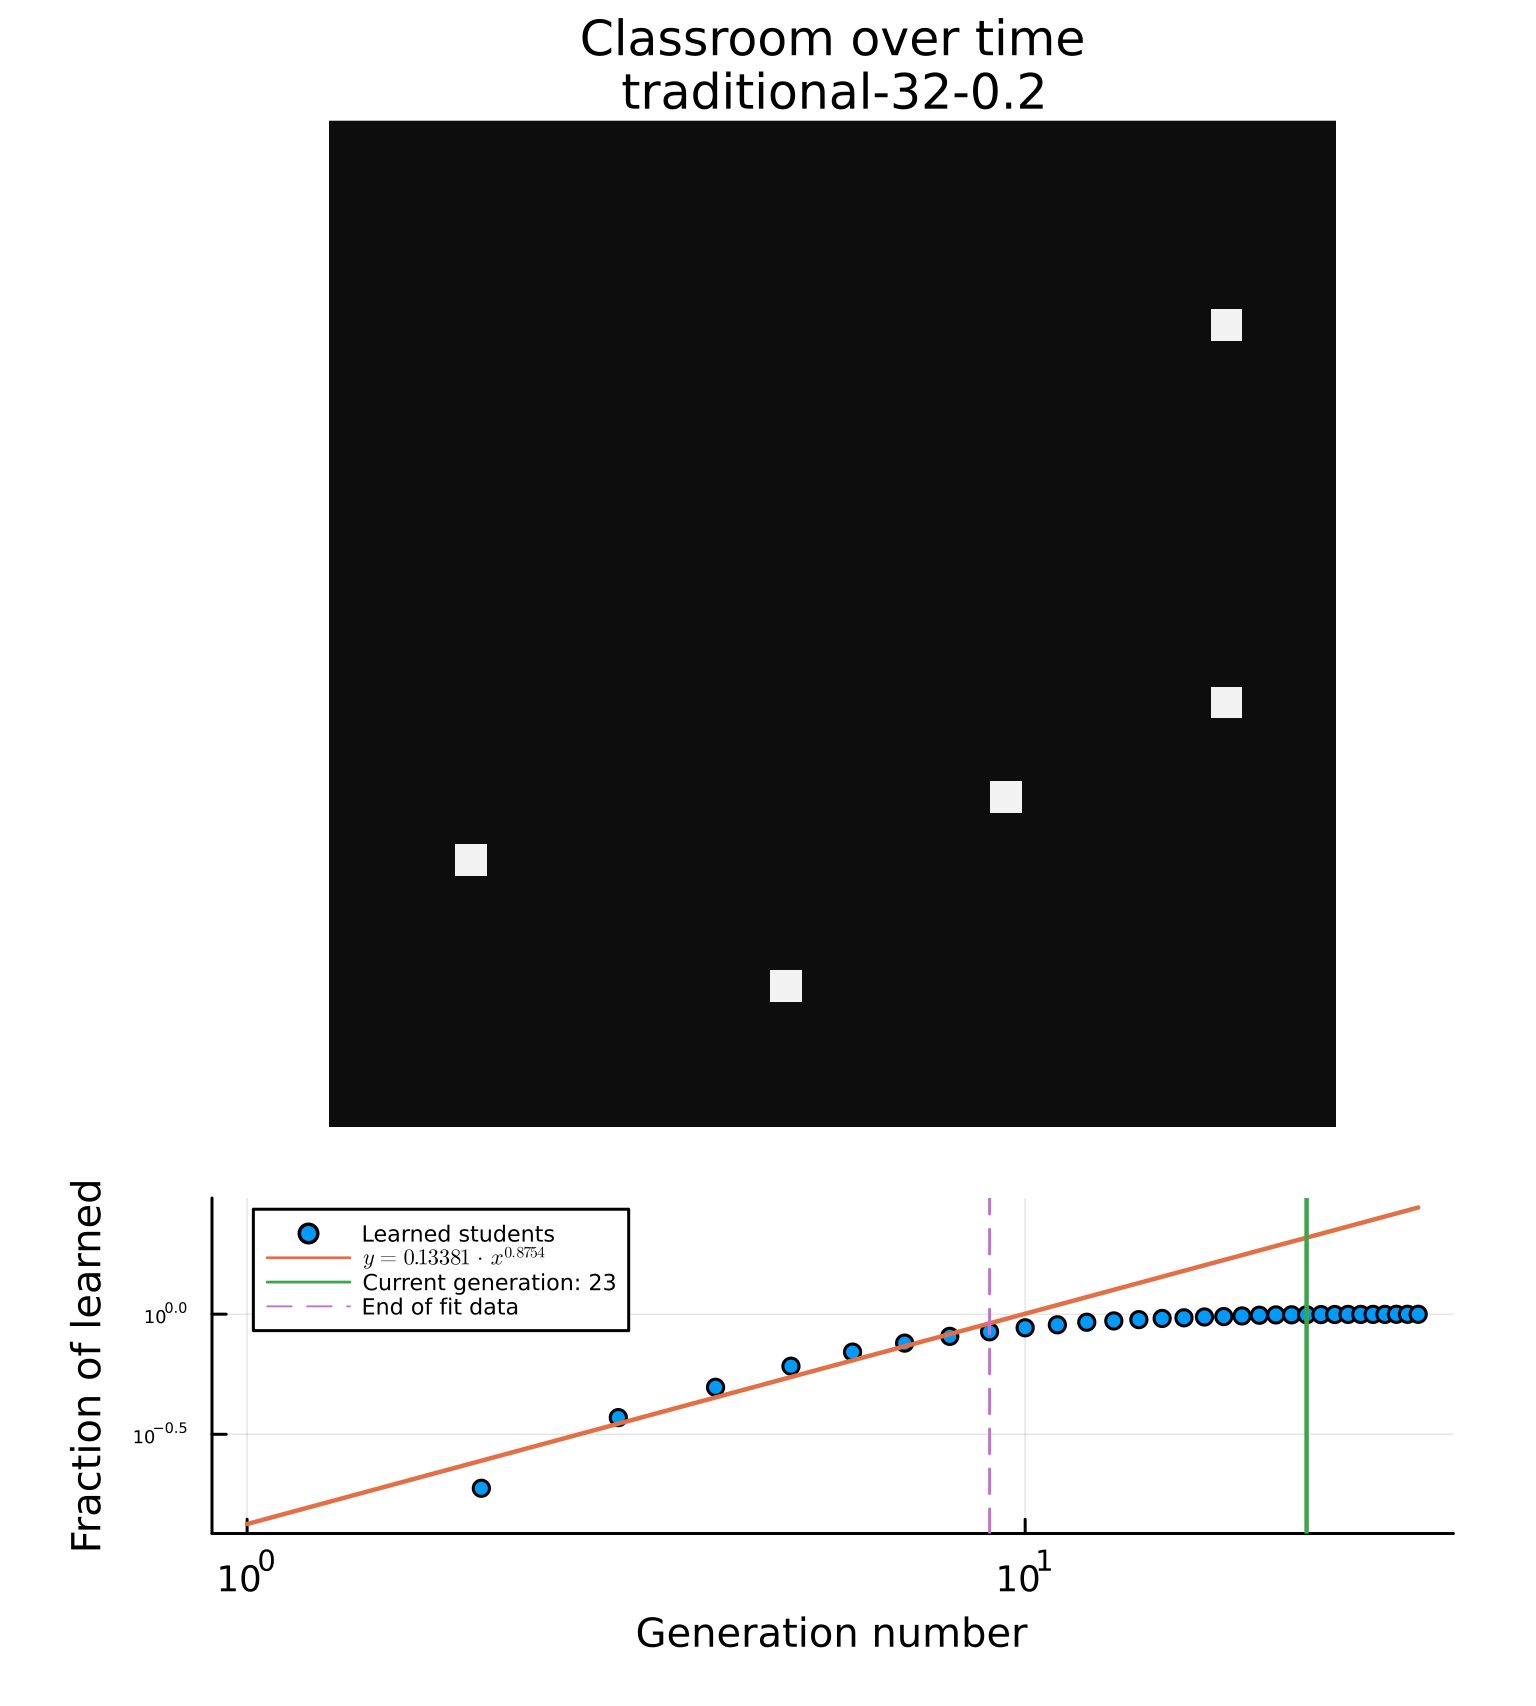 Classroom over time
traditional-32-0.2
Fraction of learned
Learned students
y = 0.13381 · x^0.8754
Current generation: 23
End of fit data
10^0.0
10^−0.5
10^0
10^1
Generation number